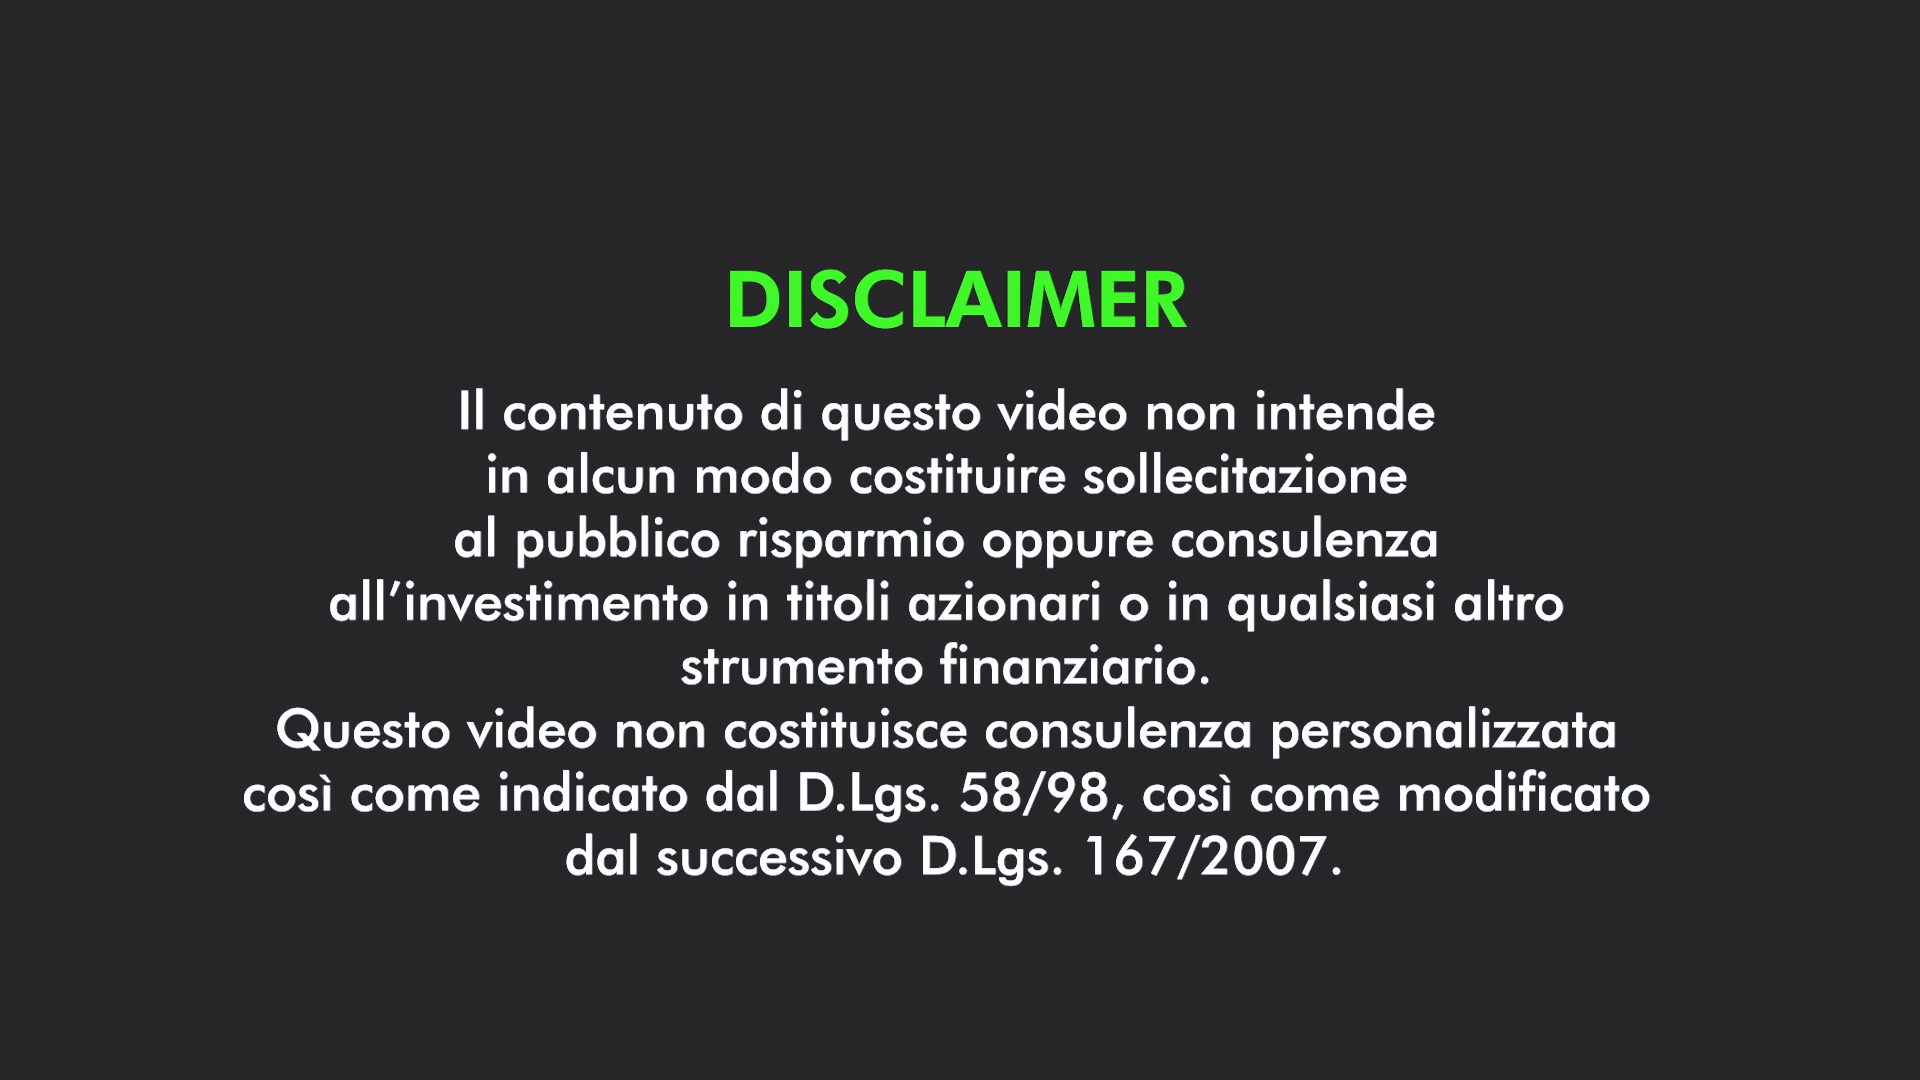 DISCLAIMER
Il contenuto di questo video non intende
in alcun modo costituire sollecitazione
al pubblico risparmio oppure consulenza
all’investimento in titoli azionari o in qualsiasi altro
strumento finanziario.
Questo video non costituisce consulenza personalizzata
così come indicato dal D.Lgs. 58/98, così come modificato
dal successivo D.Lgs. 167/2007.